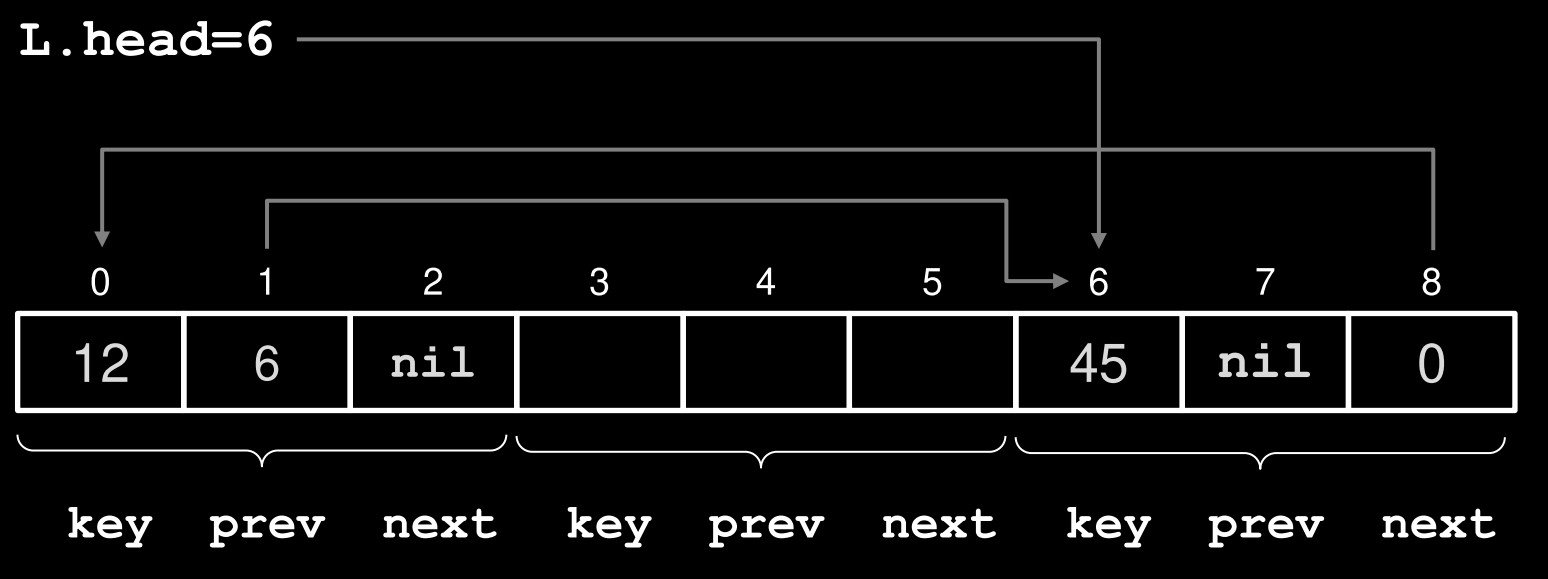 L.head=6
0 1 2 3 4 5 6 7 8
12 6 nil 45 nil 0
key prev next key prev next key prev next